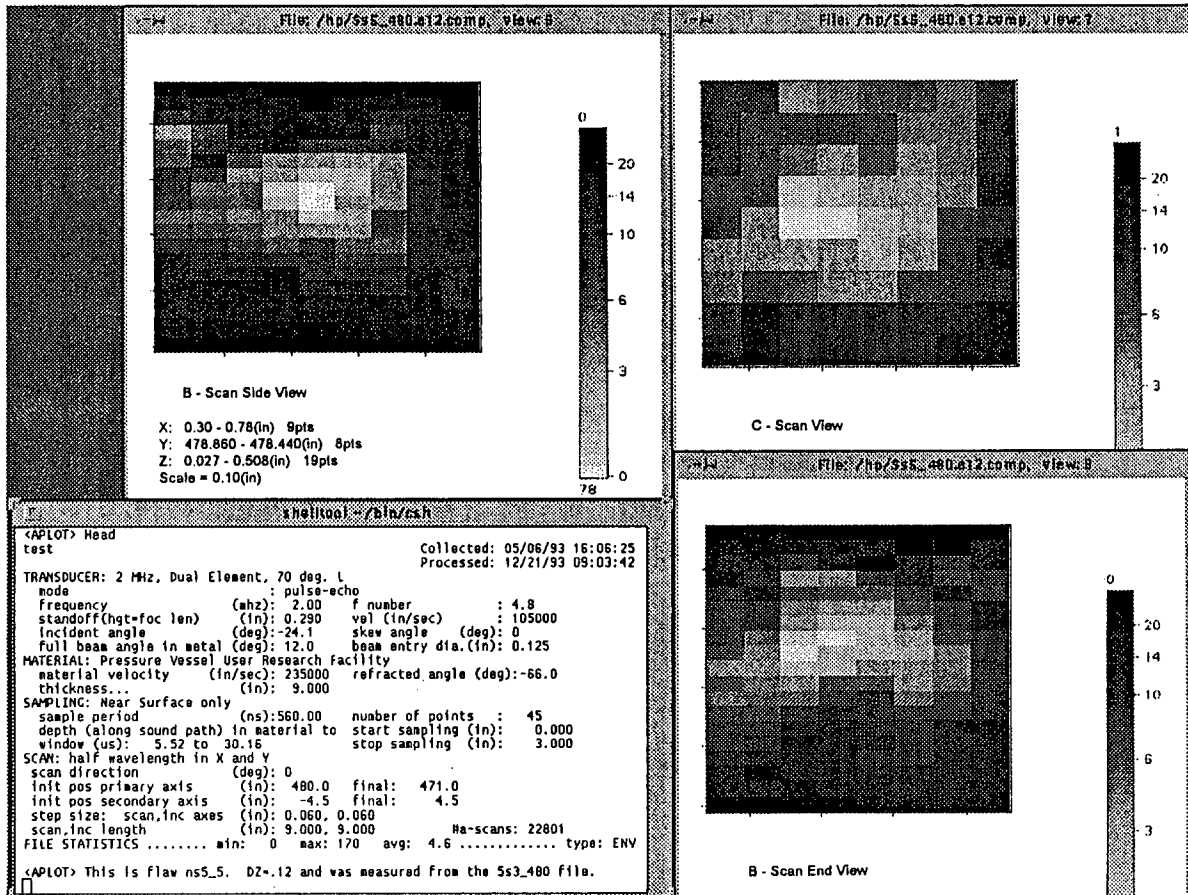 File: /hp/5s5_480.e12.comp, view: 6
0
20
14
10
6
3
0
78
B - Scan Side View
X: 0.30 - 0.78(in) 9pts
Y: 478.860 - 478.440(in) 8pts
Z: 0.027 - 0.508(in) 19pts
Scale = 0.10(in)
File: /hp/5s5_480.e12.comp, view: 7
1
20
14
10
6
3
C - Scan View
File: /hp/5s5_480.e12.comp, view: 8
0
20
14
10
6
3
B - Scan End View
shelltool - /bin/csh
<APLOT> Head
test Collected: 05/06/93 16:06:25
Processed: 12/21/93 09:03:42
TRANSDUCER: 2 MHz, Dual Element, 70 deg. L
mode : pulse-echo
frequency (mhz): 2.00 f number : 4.8
standoff(hgt=foc len) (in): 0.290 vel (in/sec) : 105000
incident angle (deg):-24.1 skew angle (deg): 0
full beam angle in metal (deg): 12.0 beam entry dia.(in): 0.125
MATERIAL: Pressure Vessel User Research Facility
material velocity (in/sec): 235000 refracted angle (deg):-66.0
thickness... (in): 9.000
SAMPLING: Near Surface only
sample period (ns):560.00 number of points : 45
depth (along sound path) in material to start sampling (in): 0.000
window (us): 5.52 to 30.16 stop sampling (in): 3.000
SCAN: half wavelength in X and Y
scan direction (deg): 0
init pos primary axis (in): 480.0 final: 471.0
init pos secondary axis (in): -4.5 final: 4.5
step size: scan,inc axes (in): 0.060, 0.060
scan,inc length (in): 9.000, 9.000 #a-scans: 22801
FILE STATISTICS ........ min: 0 max: 170 avg: 4.6 ............. type: ENV
<APLOT> This is flaw ns5_5. DZ=.12 and was measured from the 5s3_480 file.